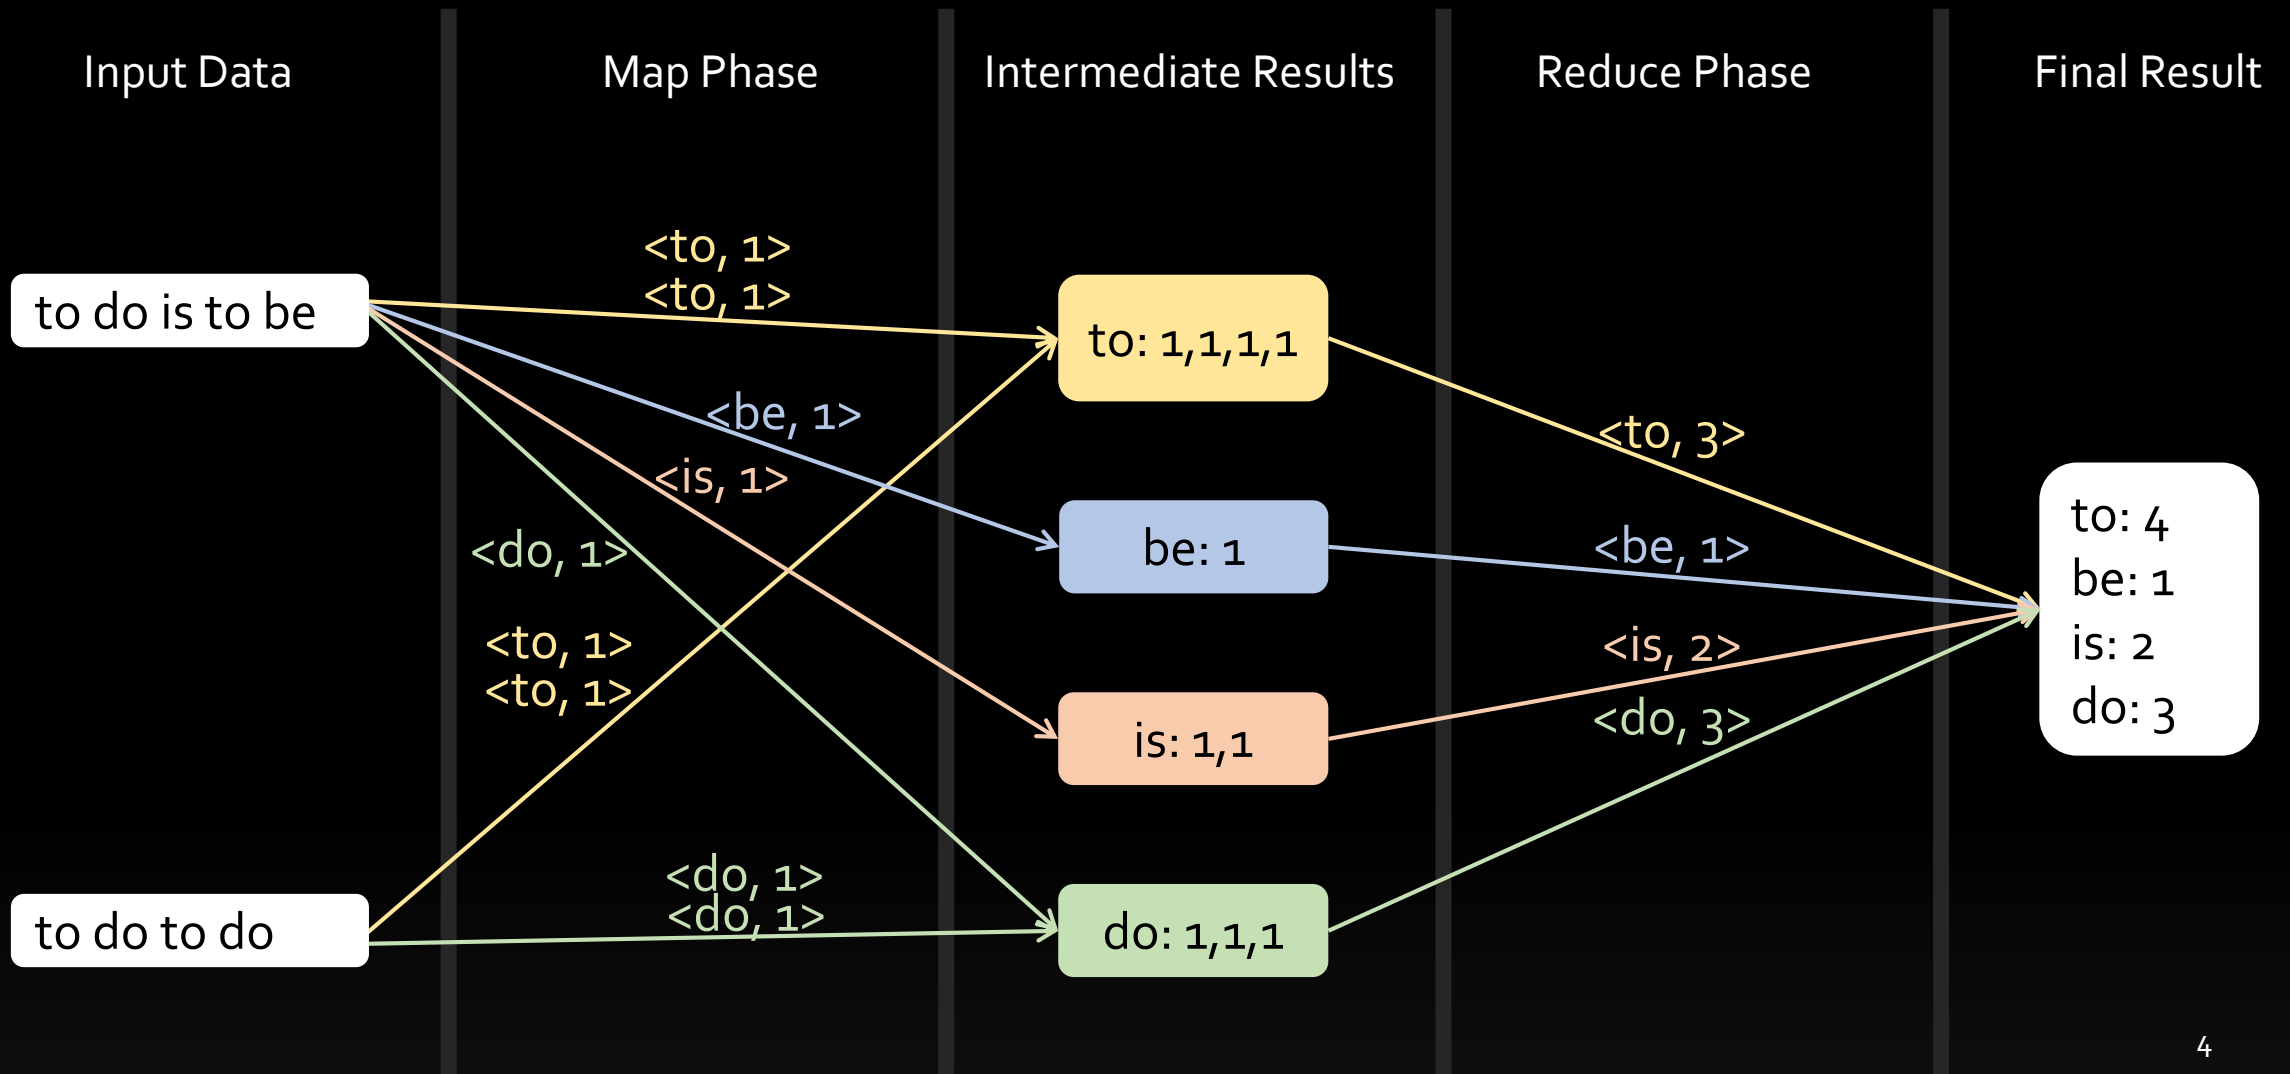 Input Data
Map Phase
Intermediate Results
Reduce Phase
Final Result
to do is to be
to do to do
<to, 1>
<to, 1>
<be, 1>
<is, 1>
<do, 1>
<to, 1>
<to, 1>
<do, 1>
<do, 1>
to: 1,1,1,1
be: 1
is: 1,1
do: 1,1,1
<to, 3>
<be, 1>
<is, 2>
<do, 3>
to: 4
be: 1
is: 2
do: 3
4